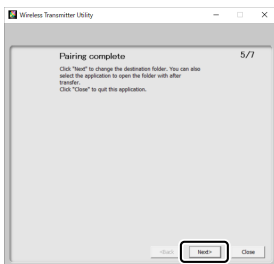 Wireless Transmitter Utility
Pairing complete
5/7
Click "Next" to change the destination folder. You can also
select the application to open the folder with after
transfer.
Click "Close" to quit this application.
<Back
Next>
Close